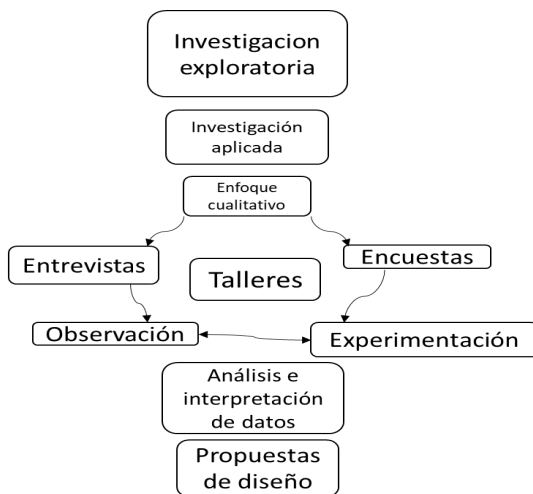 Investigacion
exploratoria
Investigación
aplicada
Enfoque
cualitativo
Entrevistas
Encuestas
Talleres
Observación
Experimentación
Análisis e
interpretación
de datos
Propuestas
de diseño